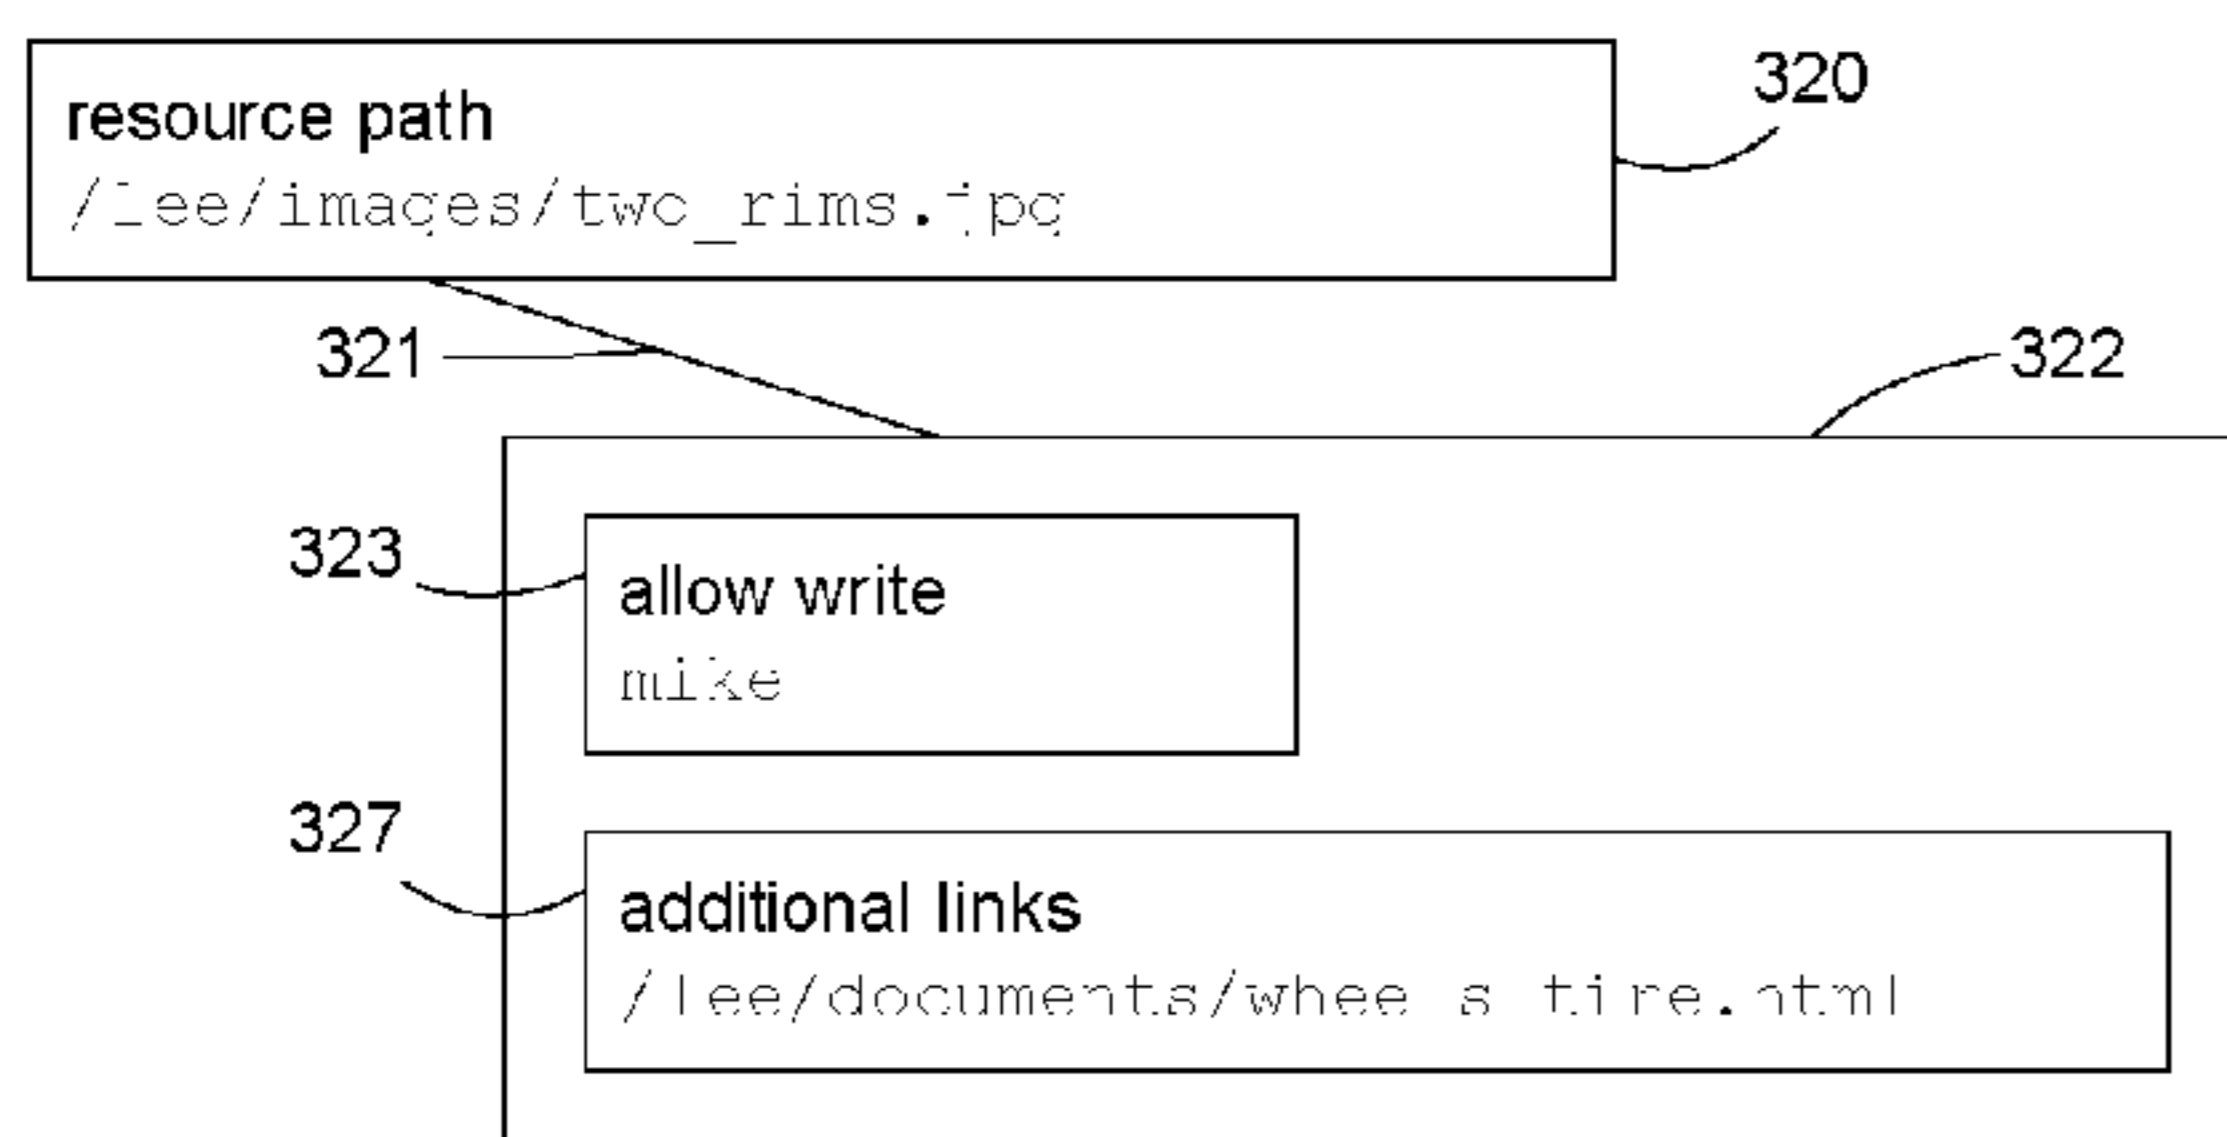 resource path
320
/lee/images/two_rims.jpg
321
322
323
allow write
mike
327
additional links